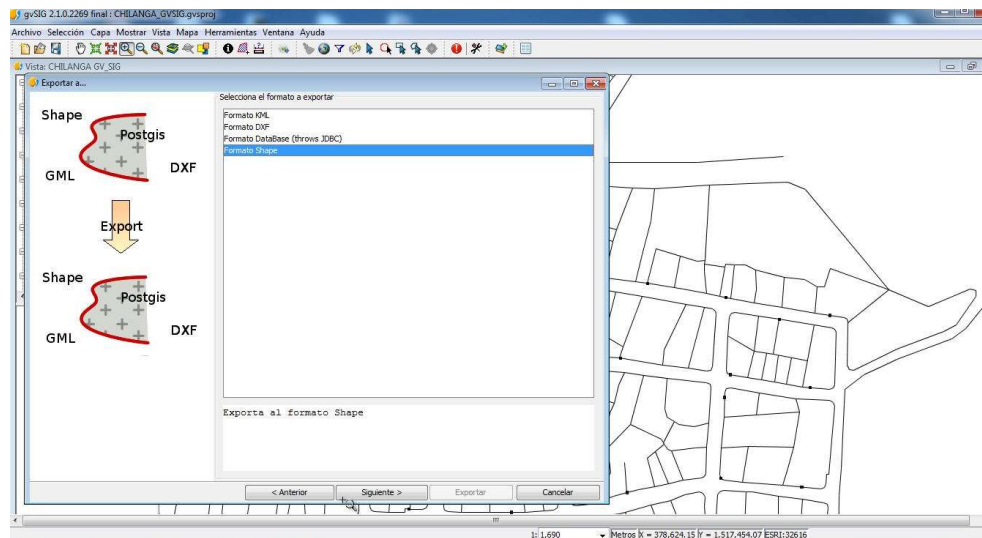 gvSIG 2.1.0.2269 final : CHILANGA_GVSIG.gvsproj
Archivo Selección Capa Mostrar Vista Mapa Herramientas Ventana Ayuda
Vista: CHILANGA GV_SIG
Exportar a...
Selecciona el formato a exportar
Formato KML
Formato DXF
Formato DataBase (throws JDBC)
Formato Shape
Shape
Postgis
GML
DXF
Export
Shape
Postgis
GML
DXF
Exporta al formato Shape
< Anterior
Siguiente >
Exportar
Cancelar
1: 1.690
Metros X = 378.624,15 Y = 1.517.454,07 ESRI:32616